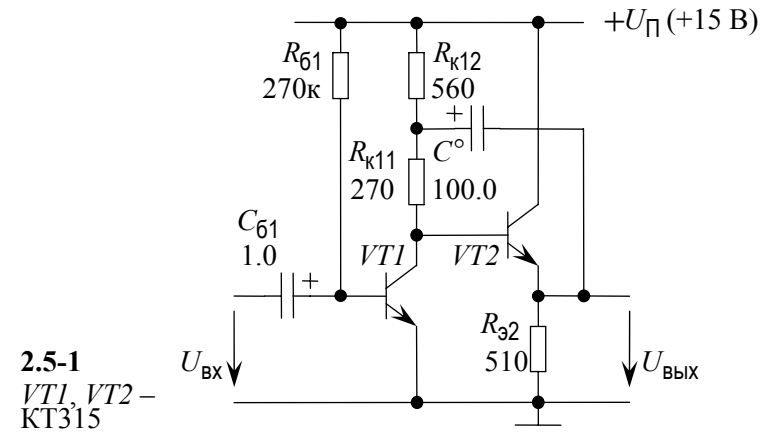 +U_П (+15 В)
R_б1
270к
R_к12
560
+
R_к11
270
C°
100.0
C_б1
1.0
+
VT1
VT2
R_э2
510
U_вх
U_вых
2.5-1
VT1, VT2 –
КТ315